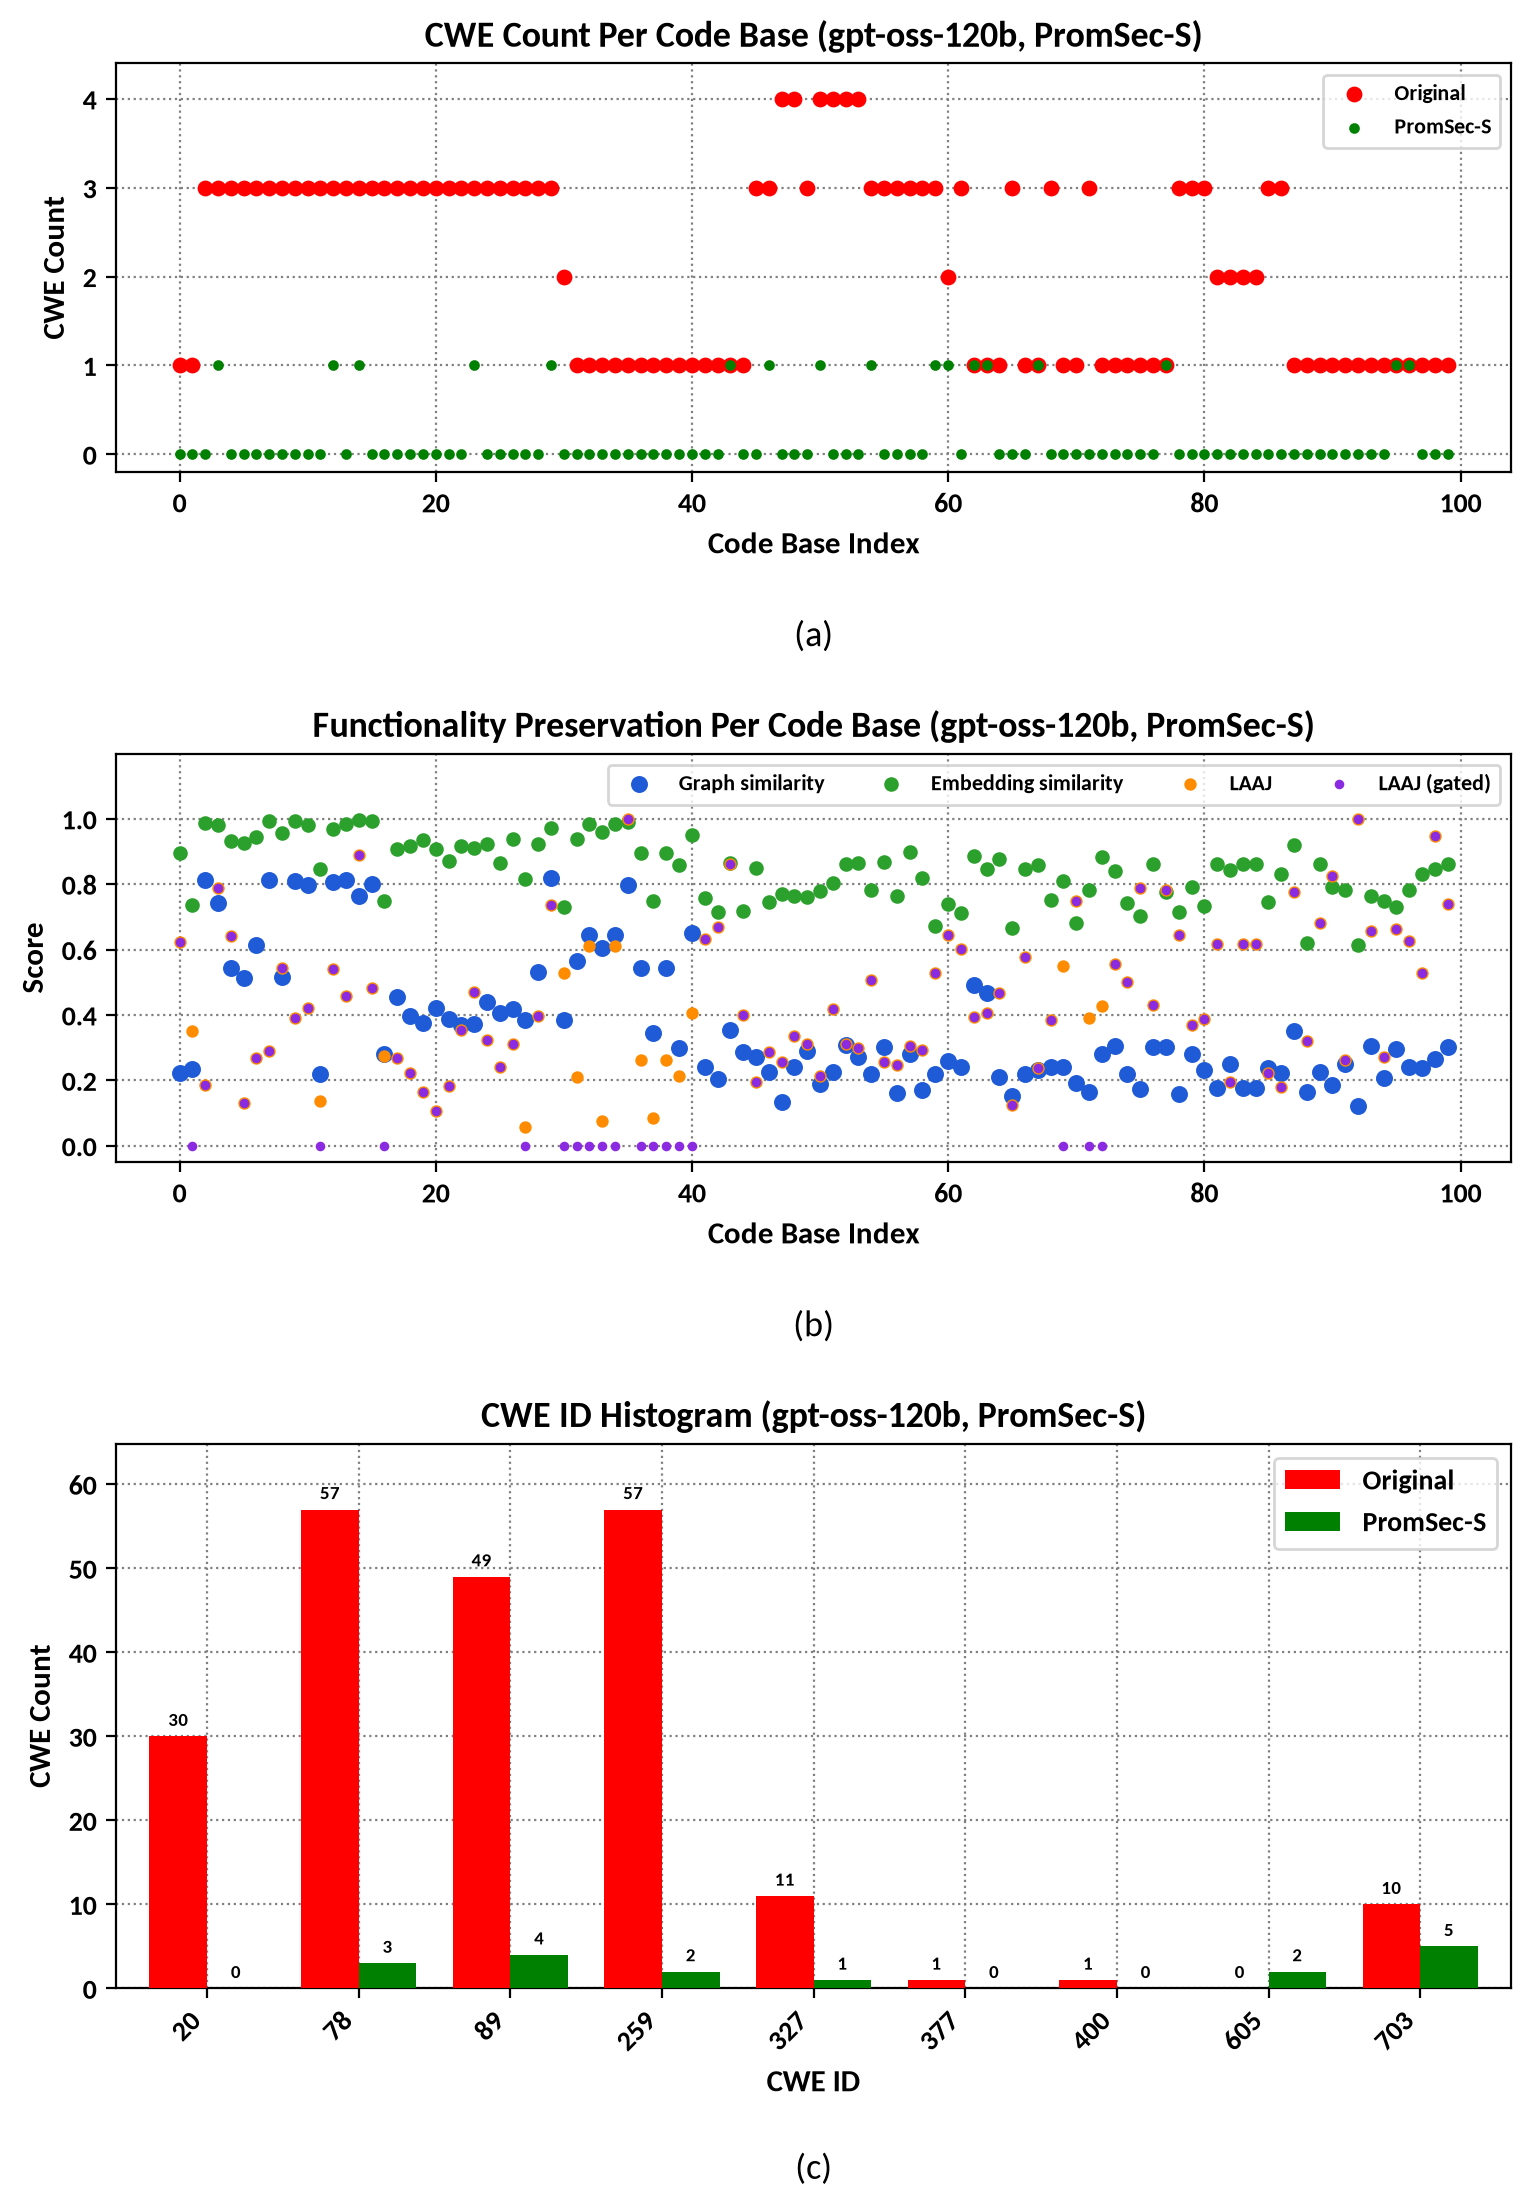 CWE Count Per Code Base (gpt-oss-120b, PromSec-S)
Original
PromSec-S
4
3
2
1
0
CWE Count
0 20 40 60 80 100
Code Base Index
(a)
Functionality Preservation Per Code Base (gpt-oss-120b, PromSec-S)
Graph similarity Embedding similarity LAAJ LAAJ (gated)
1.0
0.8
0.6
0.4
0.2
0.0
Score
0 20 40 60 80 100
Code Base Index
(b)
CWE ID Histogram (gpt-oss-120b, PromSec-S)
Original
PromSec-S
60
50
40
30
20
10
0
CWE Count
30 0 57 3 49 4 57 2 11 1 1 0 1 0 0 2 10 5
20 78 89 259 327 377 400 605 703
CWE ID
(c)